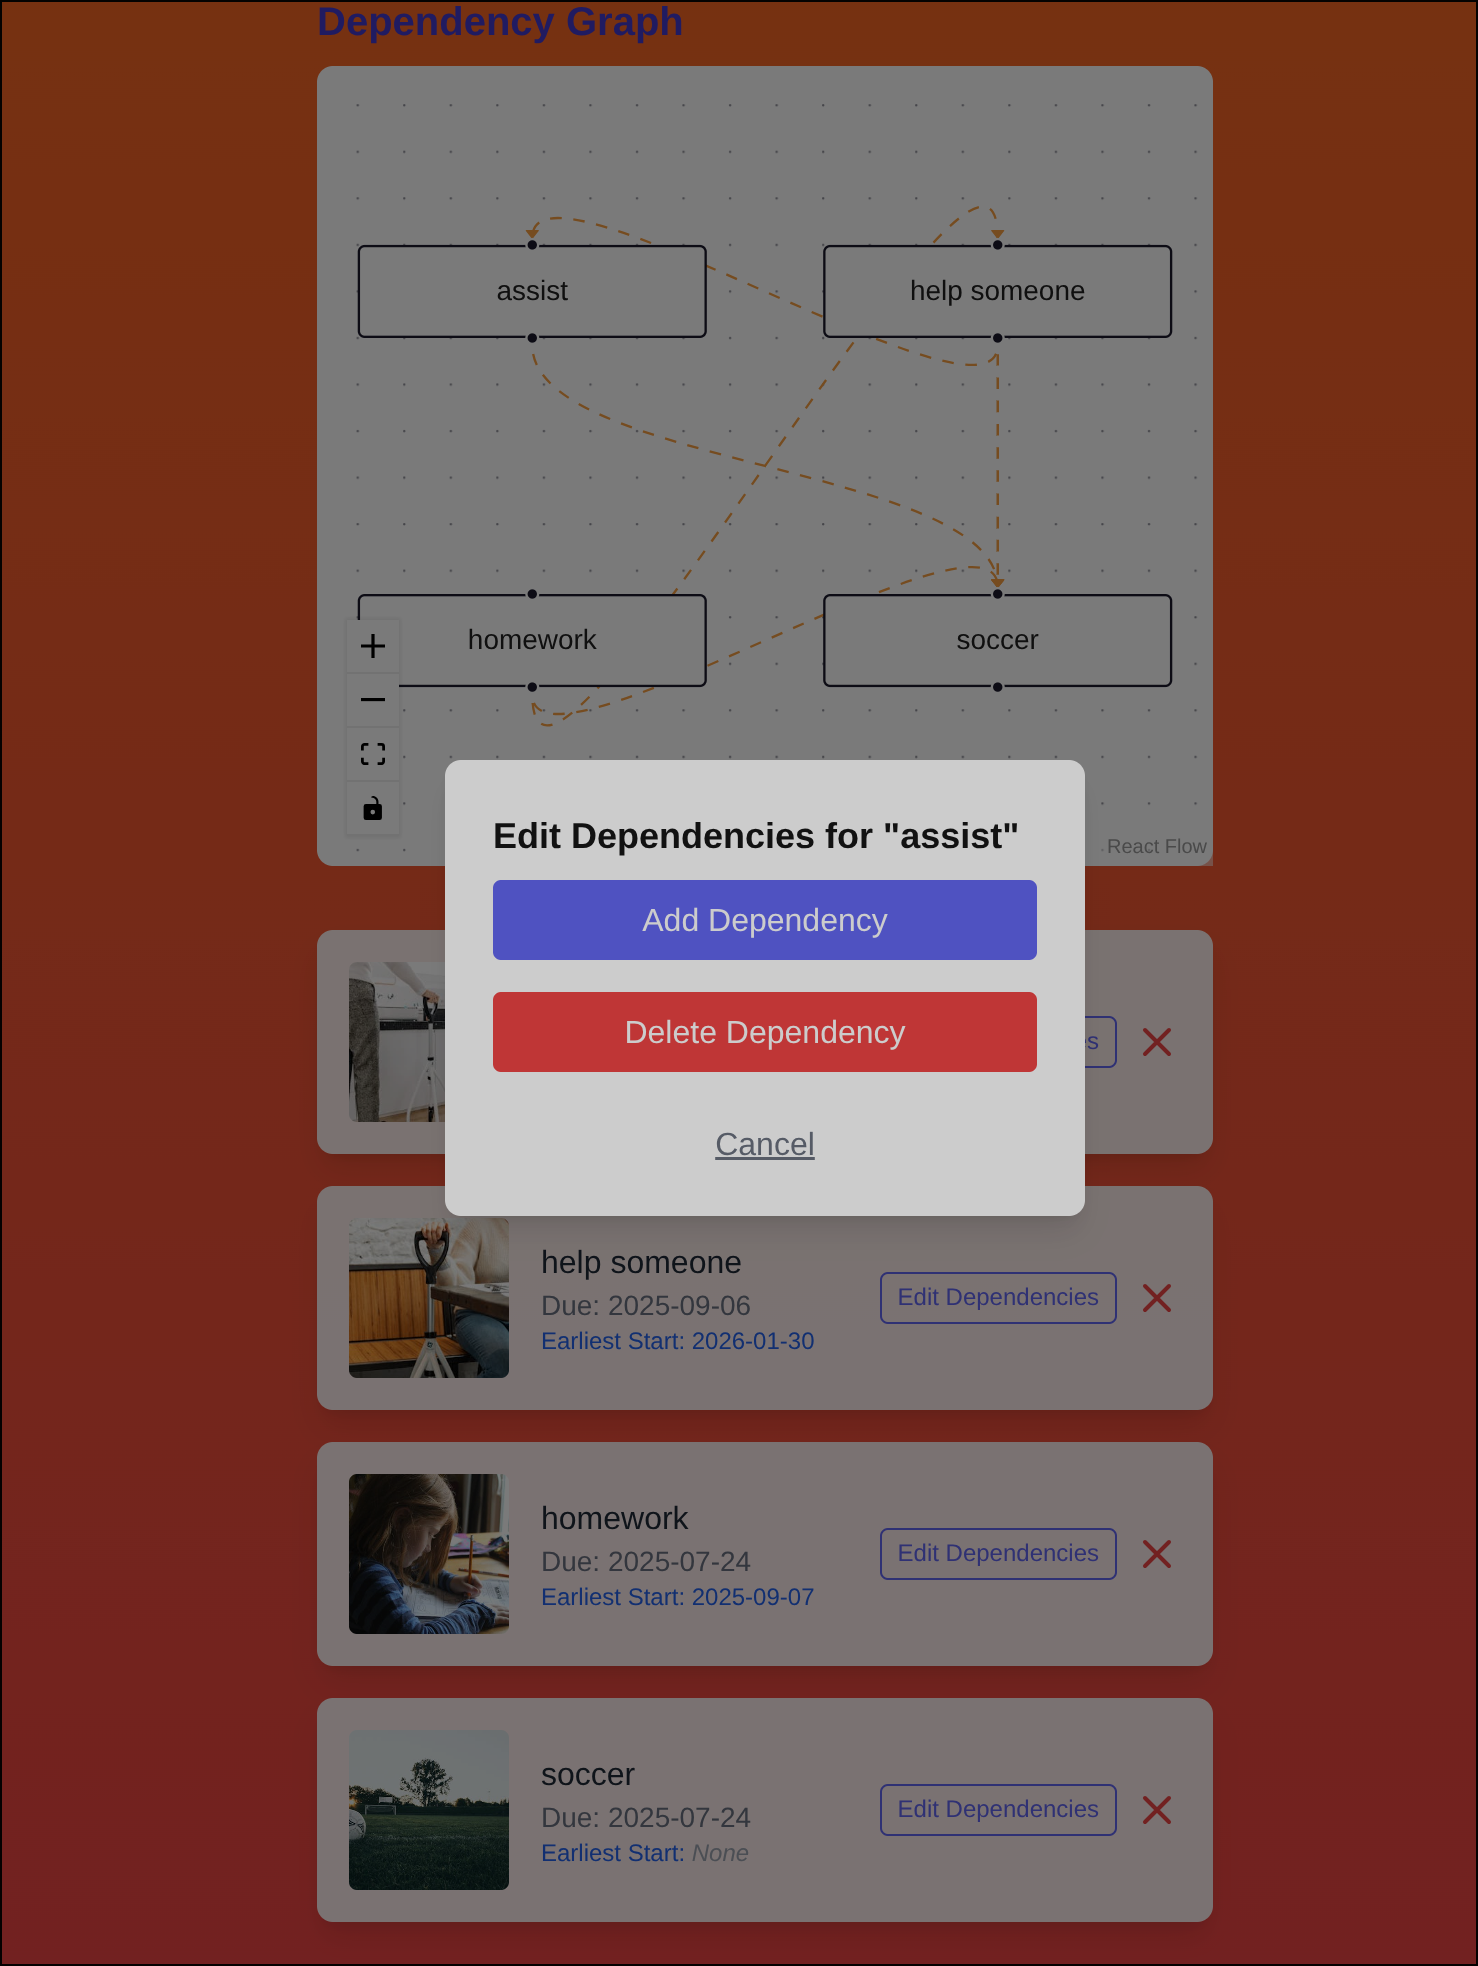 Dependency Graph
assist
help someone
homework
soccer
React Flow
Edit Dependencies for "assist"
Add Dependency
Delete Dependency
Cancel
help someone
Due: 2025-09-06
Earliest Start: 2026-01-30
Edit Dependencies
homework
Due: 2025-07-24
Earliest Start: 2025-09-07
Edit Dependencies
soccer
Due: 2025-07-24
Earliest Start: None
Edit Dependencies